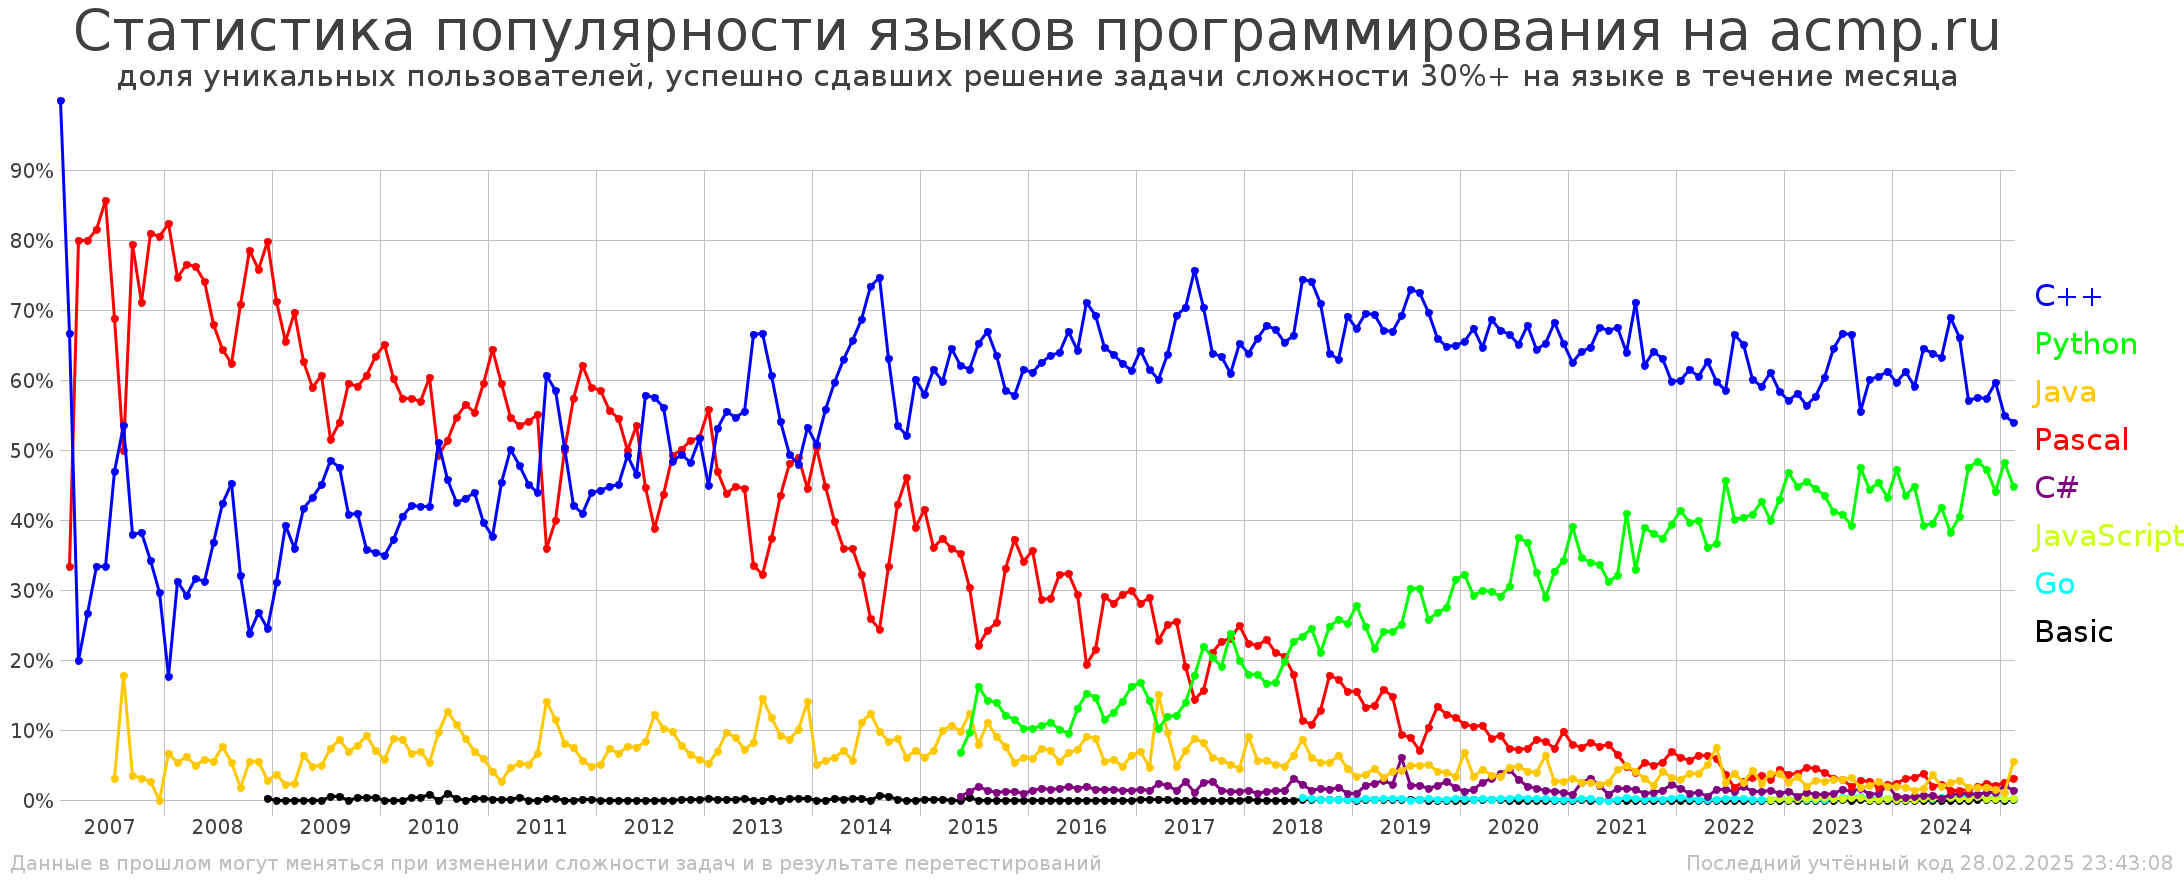 Статистика популярности языков программирования на acmp.ru
доля уникальных пользователей, успешно сдавших решение задачи сложности 30%+ на языке в течение месяца
90%
80%
70%
60%
50%
40%
30%
20%
10%
0%
2007 2008 2009 2010 2011 2012 2013 2014 2015 2016 2017 2018 2019 2020 2021 2022 2023 2024
C++
Python
Java
Pascal
C#
JavaScript
Go
Basic
Данные в прошлом могут меняться при изменении сложности задач и в результате перетестирований
Последний учтённый код 28.02.2025 23:43:08